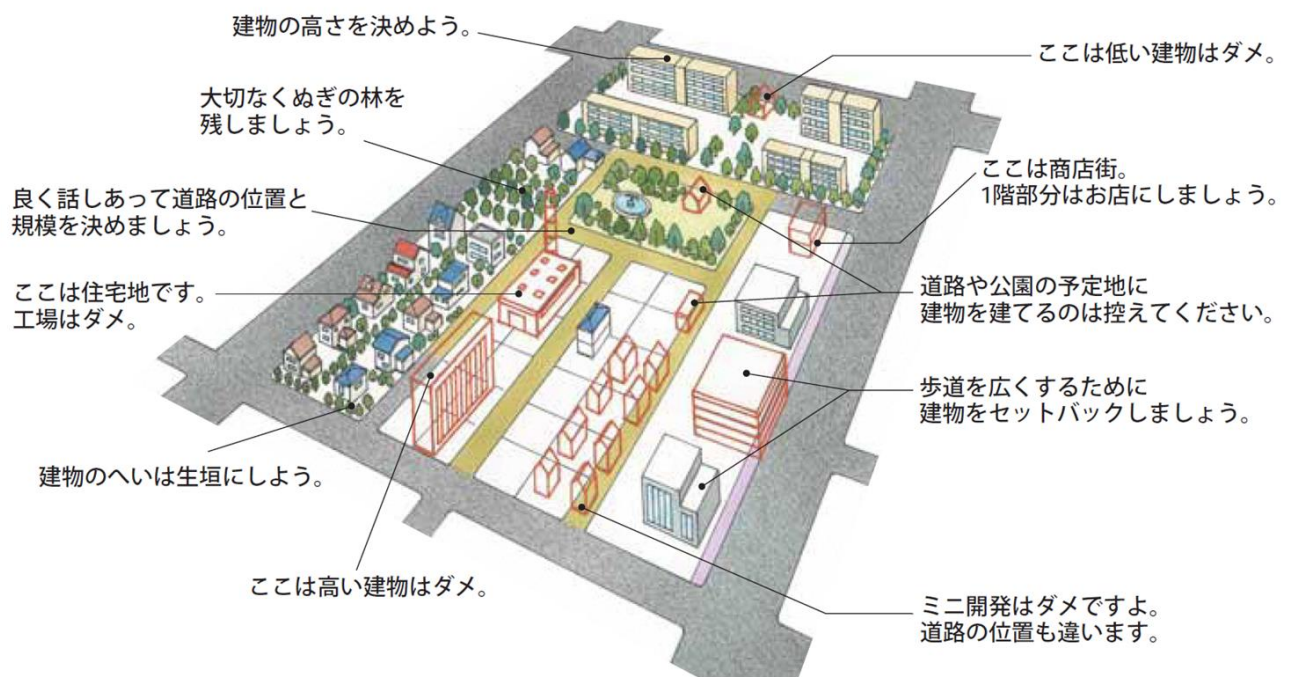 建物の高さを決めよう。
ここは低い建物はダメ。
大切なくぬぎの林を
残しましょう。
ここは商店街。
1階部分はお店にしましょう。
良く話しあって道路の位置と
規模を決めましょう。
ここは住宅地です。
工場はダメ。
道路や公園の予定地に
建物を建てるのは控えてください。
歩道を広くするために
建物をセットバックしましょう。
建物のへいは生垣にしよう。
ここは高い建物はダメ。
ミニ開発はダメですよ。
道路の位置も違います。